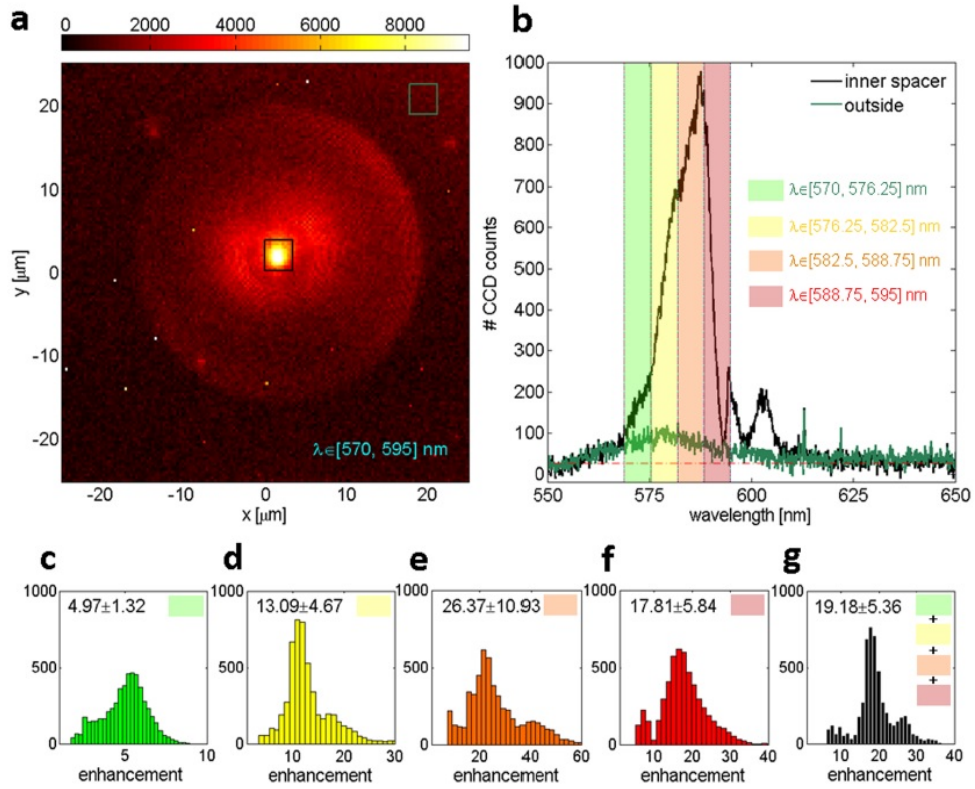 a
0 2000 4000 6000 8000
20
10
0
-10
-20
y [μm]
λ∈[570, 595] nm
-20 -10 0 10 20
x [μm]
b
1000
900
800
700
600
500
400
300
200
100
0
# CCD counts
inner spacer
outside
λ∈[570, 576.25] nm
λ∈[576.25, 582.5] nm
λ∈[582.5, 588.75] nm
λ∈[588.75, 595] nm
550 575 600 625 650
wavelength [nm]
c
1000
500
0
4.97±1.32
5 10
enhancement
d
1000
500
0
13.09±4.67
10 20 30
enhancement
e
1000
500
0
26.37±10.93
20 40 60
enhancement
f
1000
500
0
17.81±5.84
10 20 30 40
enhancement
g
1000
500
0
19.18±5.36
+
+
+
10 20 30 40
enhancement